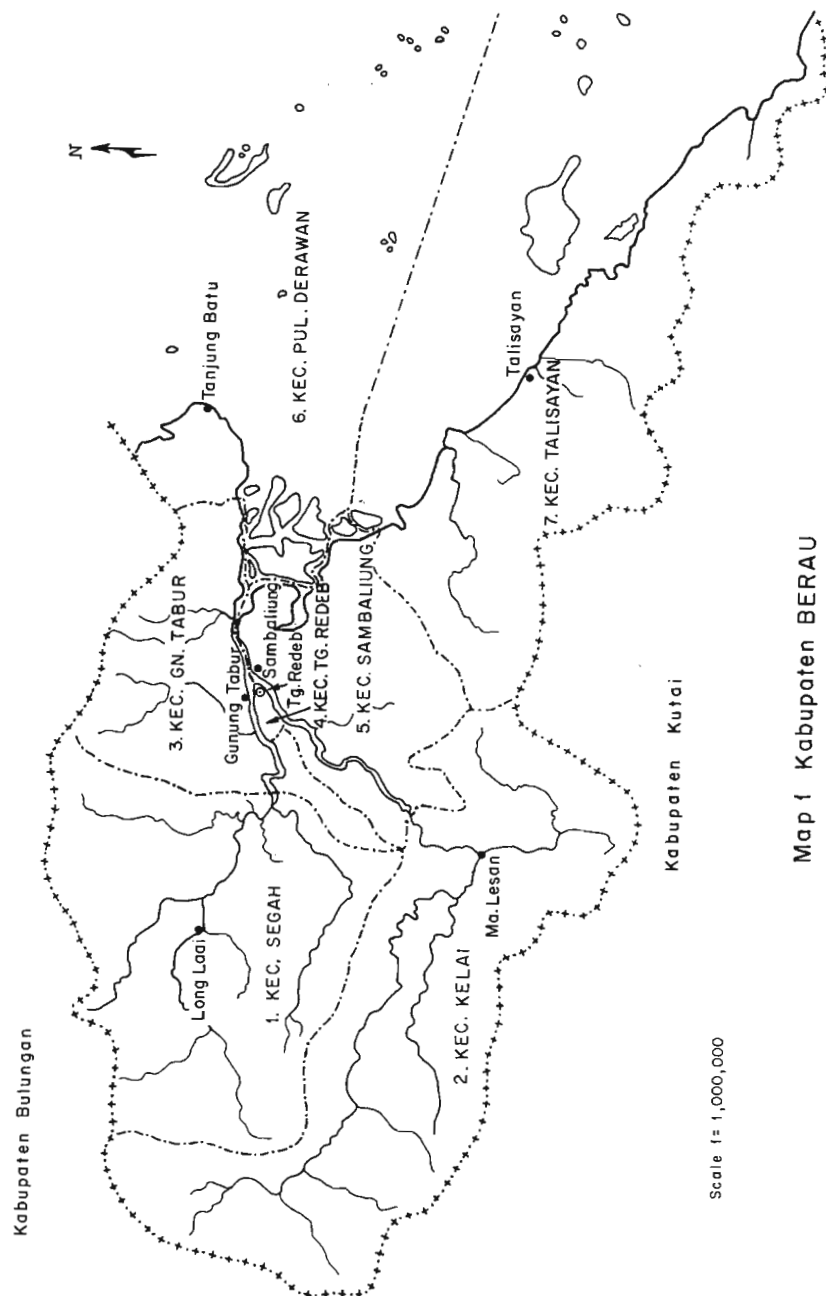 Kabupaten Bulungan
N
Tanjung Batu
3. KEC. GN. TABUR
Gunung Tabur
Sambaliung
Tg. Redeb
4. KEC. TG. REDEB
5. KEC. SAMBALIUNG
6. KEC. PUL. DERAWAN
Long Laai
1. KEC. SEGAH
2. KEC. KELAI
Ma. Lesan
Talisayan
7. KEC. TALISAYAN
Kabupaten Kutai
Scale 1= 1,000,000
Map 1 Kabupaten BERAU